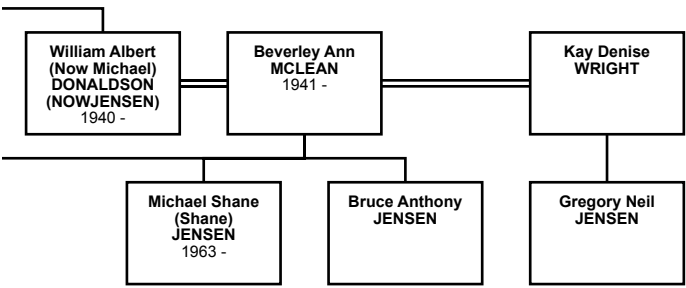 William Albert
(Now Michael)
DONALDSON
(NOWJENSEN)
1940 -
Beverley Ann
MCLEAN
1941 -
Kay Denise
WRIGHT
Michael Shane
(Shane)
JENSEN
1963 -
Bruce Anthony
JENSEN
Gregory Neil
JENSEN